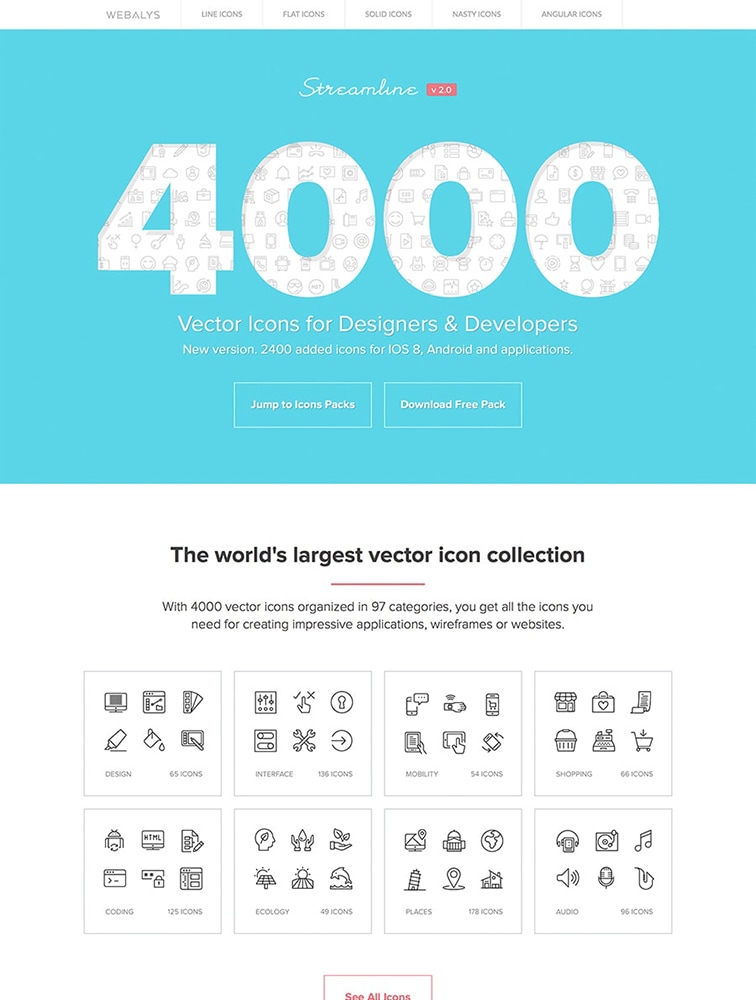 WEBALYS LINE ICONS FLAT ICONS SOLID ICONS NASTY ICONS ANGULAR ICONS
Streamline v 2.0
4000
Vector Icons for Designers & Developers
New version. 2400 added icons for IOS 8, Android and applications.
Jump to Icons Packs Download Free Pack
The world's largest vector icon collection
With 4000 vector icons organized in 97 categories, you get all the icons you
need for creating impressive applications, wireframes or websites.
DESIGN 65 ICONS INTERFACE 136 ICONS MOBILITY 54 ICONS SHOPPING 66 ICONS
HTML
CODING 125 ICONS ECOLOGY 49 ICONS PLACES 178 ICONS AUDIO 96 ICONS
See All Icons